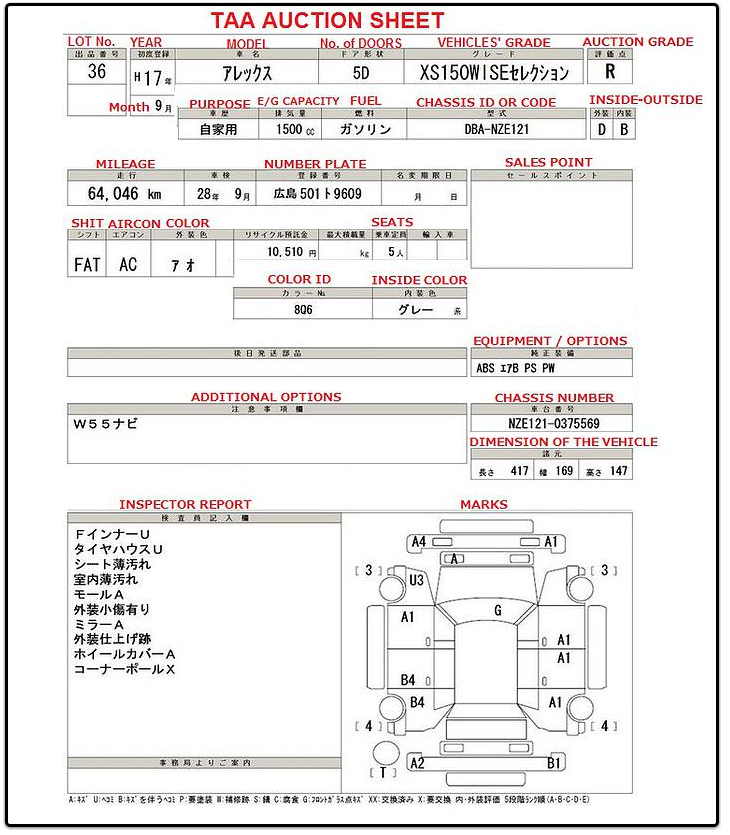 TAA AUCTION SHEET
LOT No. YEAR MODEL No. of DOORS VEHICLES' GRADE AUCTION GRADE
出品番号 初度登録 車名 ドア形状 グレード 評価点
36 H17年 アレックス 5D XS150WISEセレクション R
Month 9月 PURPOSE E/G CAPACITY FUEL CHASSIS ID OR CODE INSIDE-OUTSIDE
車歴 排気量 燃料 型式 外装 内装
自家用 1500 cc ガソリン DBA-NZE121 D B
MILEAGE NUMBER PLATE SALES POINT
走行 車検 登録番号 名変期限日 セールスポイント
64,046 km 28年 9月 広島 501ト9609 月 日
SHIT AIRCON COLOR SEATS
シフト エアコン 外装色 リサイクル預託金 最大積載量 乗車定員 輸入車
FAT AC アオ 10,510 円 kg 5人
COLOR ID INSIDE COLOR
カラーNo 内装色
8Q6 グレー 系
EQUIPMENT / OPTIONS
後日発送部品 純正装備
ABS ｴｱB PS PW
ADDITIONAL OPTIONS CHASSIS NUMBER
注意事項欄 車台番号
W55ナビ NZE121-0375569
DIMENSION OF THE VEHICLE
諸元
長さ 417 幅 169 高さ 147
INSPECTOR REPORT MARKS
検査員記入欄
FインナーU
タイヤハウスU
シート薄汚れ
室内薄汚れ
モールA
外装小傷有り
ミラーA
外装仕上げ跡
ホイールカバーA
コーナーポールX
A4 A1
A
[ 3 ] U3 [ 3 ]
G
A1
A1
A1
B4
B4 A1
[ 4 ] [ 4 ]
A2 B1
[ T ]
事務局よりご案内
A:ｷｽﾞ U:ﾍｺﾐ B:ｷｽﾞを伴うﾍｺﾐ P:要塗装 W:補修跡 S:錆 C:腐食 G:ﾌﾛﾝﾄｶﾞﾗｽ点ｷｽﾞ XX:交換済み X:要交換 内・外装評価 5段階ﾗﾝｸ順(A・B・C・D・E)